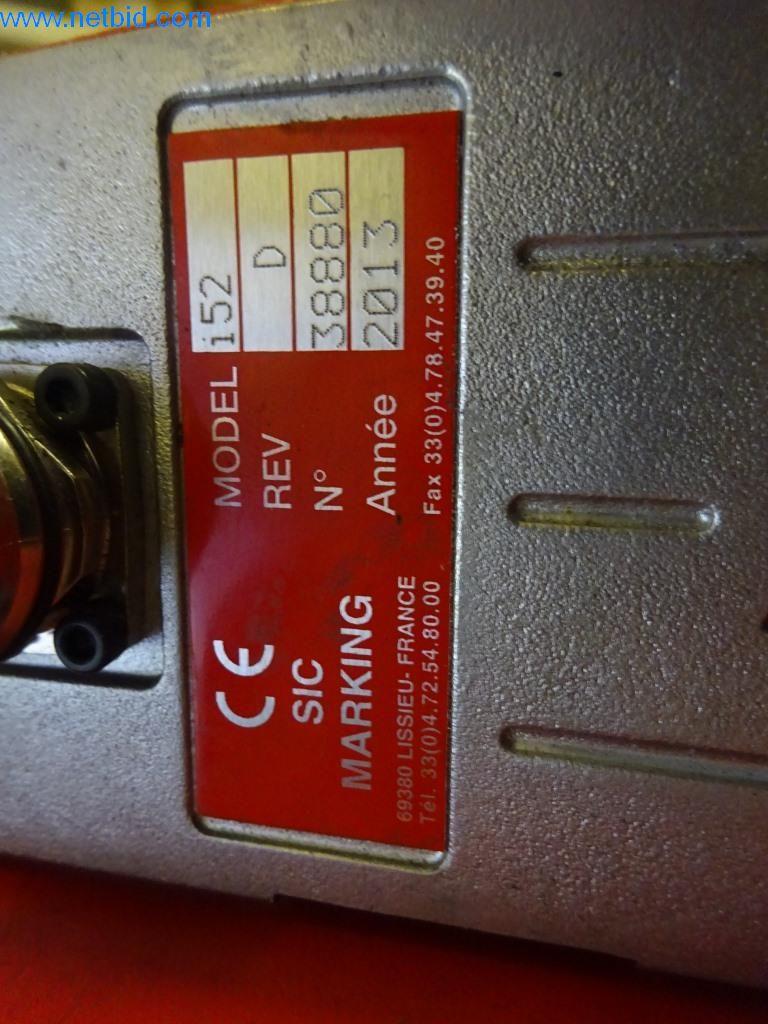 www.netbid.com
MODEL i52
REV D
N° 38880
Année 2013
CE
SIC
MARKING
69380 LISSIEU- FRANCE
Tél. 33(0)4.72.54.80.00 Fax 33(0)4.78.47.39.40